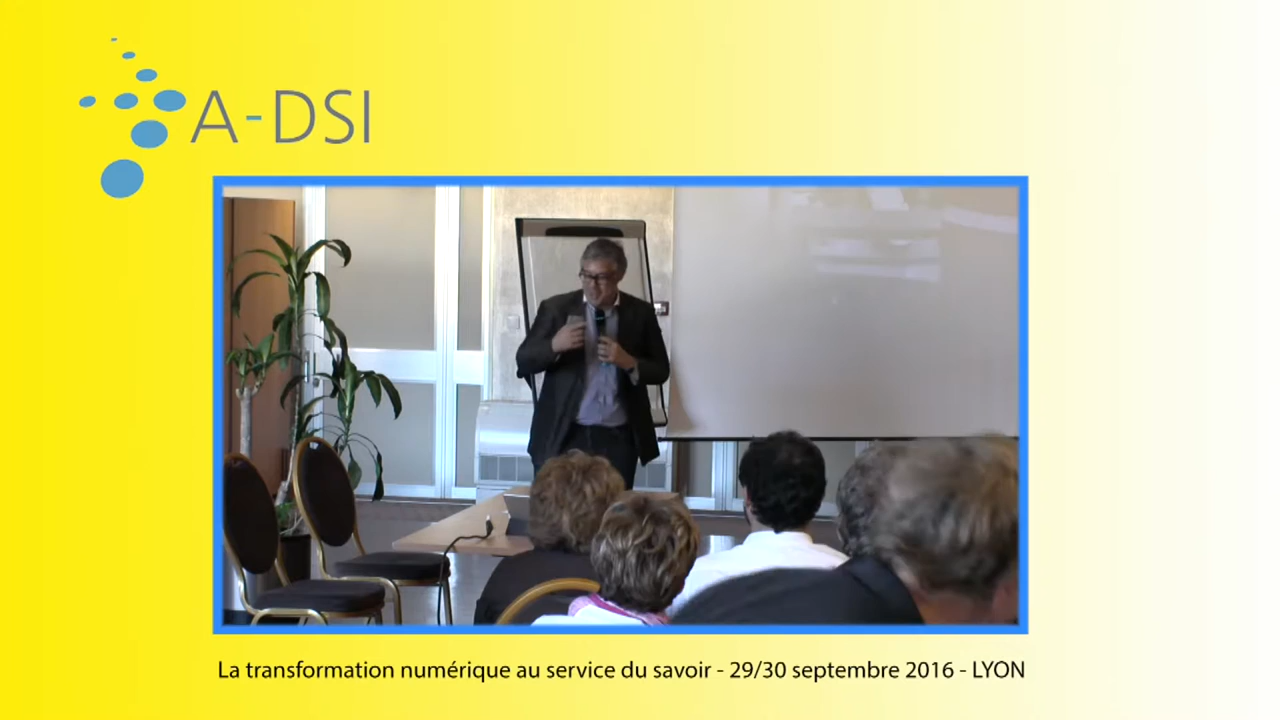 A-DSI
La transformation numérique au service du savoir - 29/30 septembre 2016 - LYON